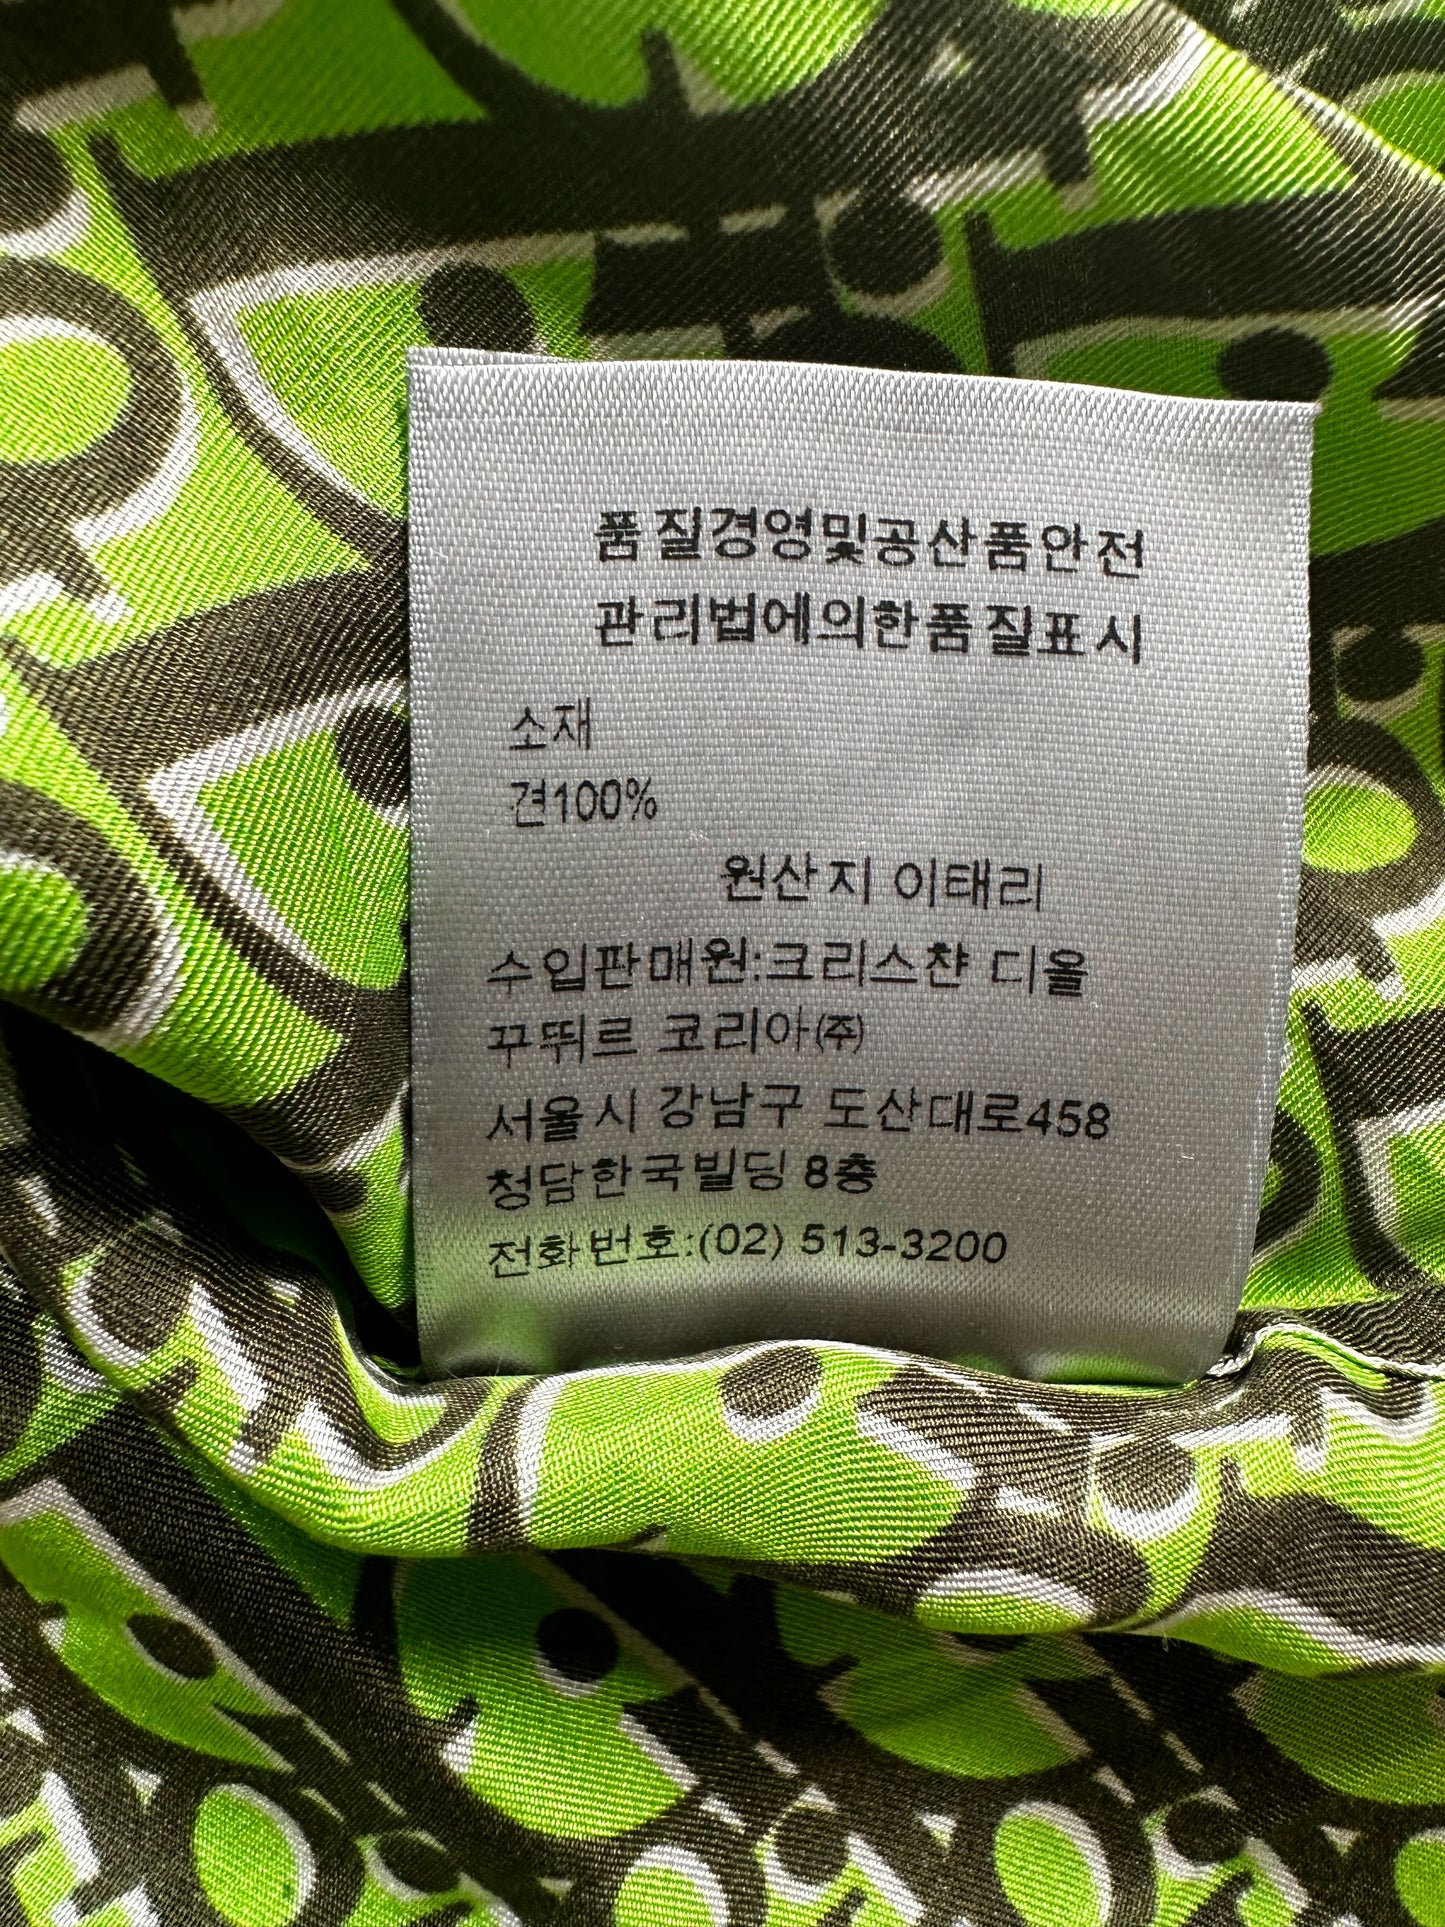 품질경영및공산품안전
관리법에의한품질표시
소재
견100%
원산지 이태리
수입판매원:크리스챤 디올
꾸뛰르 코리아(주)
서울시 강남구 도산대로458
청담한국빌딩 8층
전화번호:(02) 513-3200